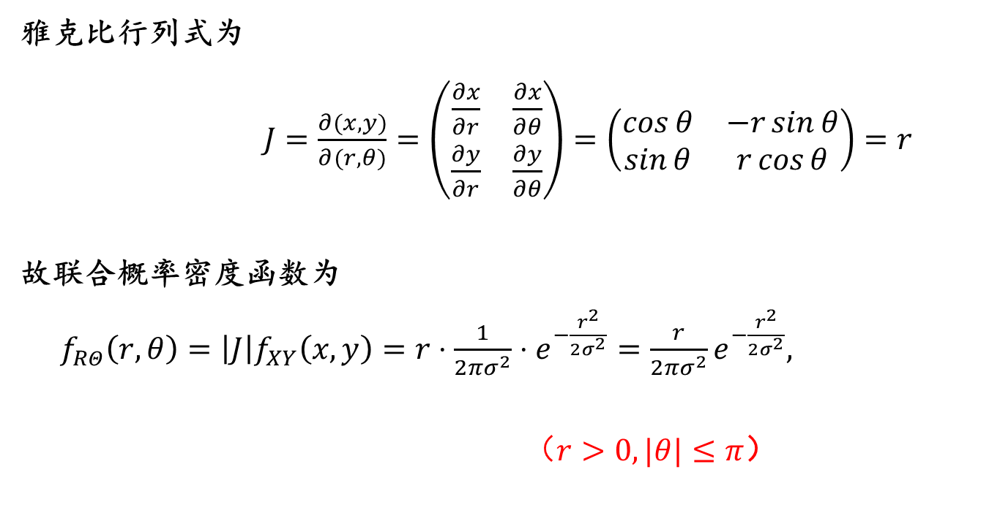 雅克比行列式为
J = ∂(x,y)/∂(r,θ) = (∂x/∂r ∂x/∂θ ∂y/∂r ∂y/∂θ) = (cos θ −r sin θ sin θ r cos θ) = r
故联合概率密度函数为
f_{RΘ}(r, θ) = |J|f_{XY}(x, y) = r · 1/(2πσ²) · e^{−r²/(2σ²)} = r/(2πσ²) e^{−r²/(2σ²)},
（r > 0, |θ| ≤ π）